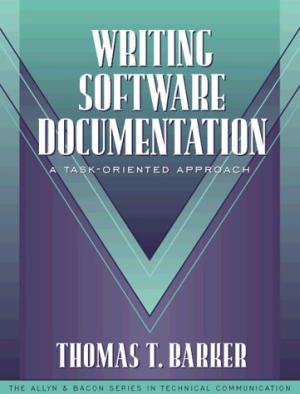 WRITING
SOFTWARE
DOCUMENTATION
A TASK-ORIENTED APPROACH
THOMAS T. BARKER
THE ALLYN & BACON SERIES IN TECHNICAL COMMUNICATION